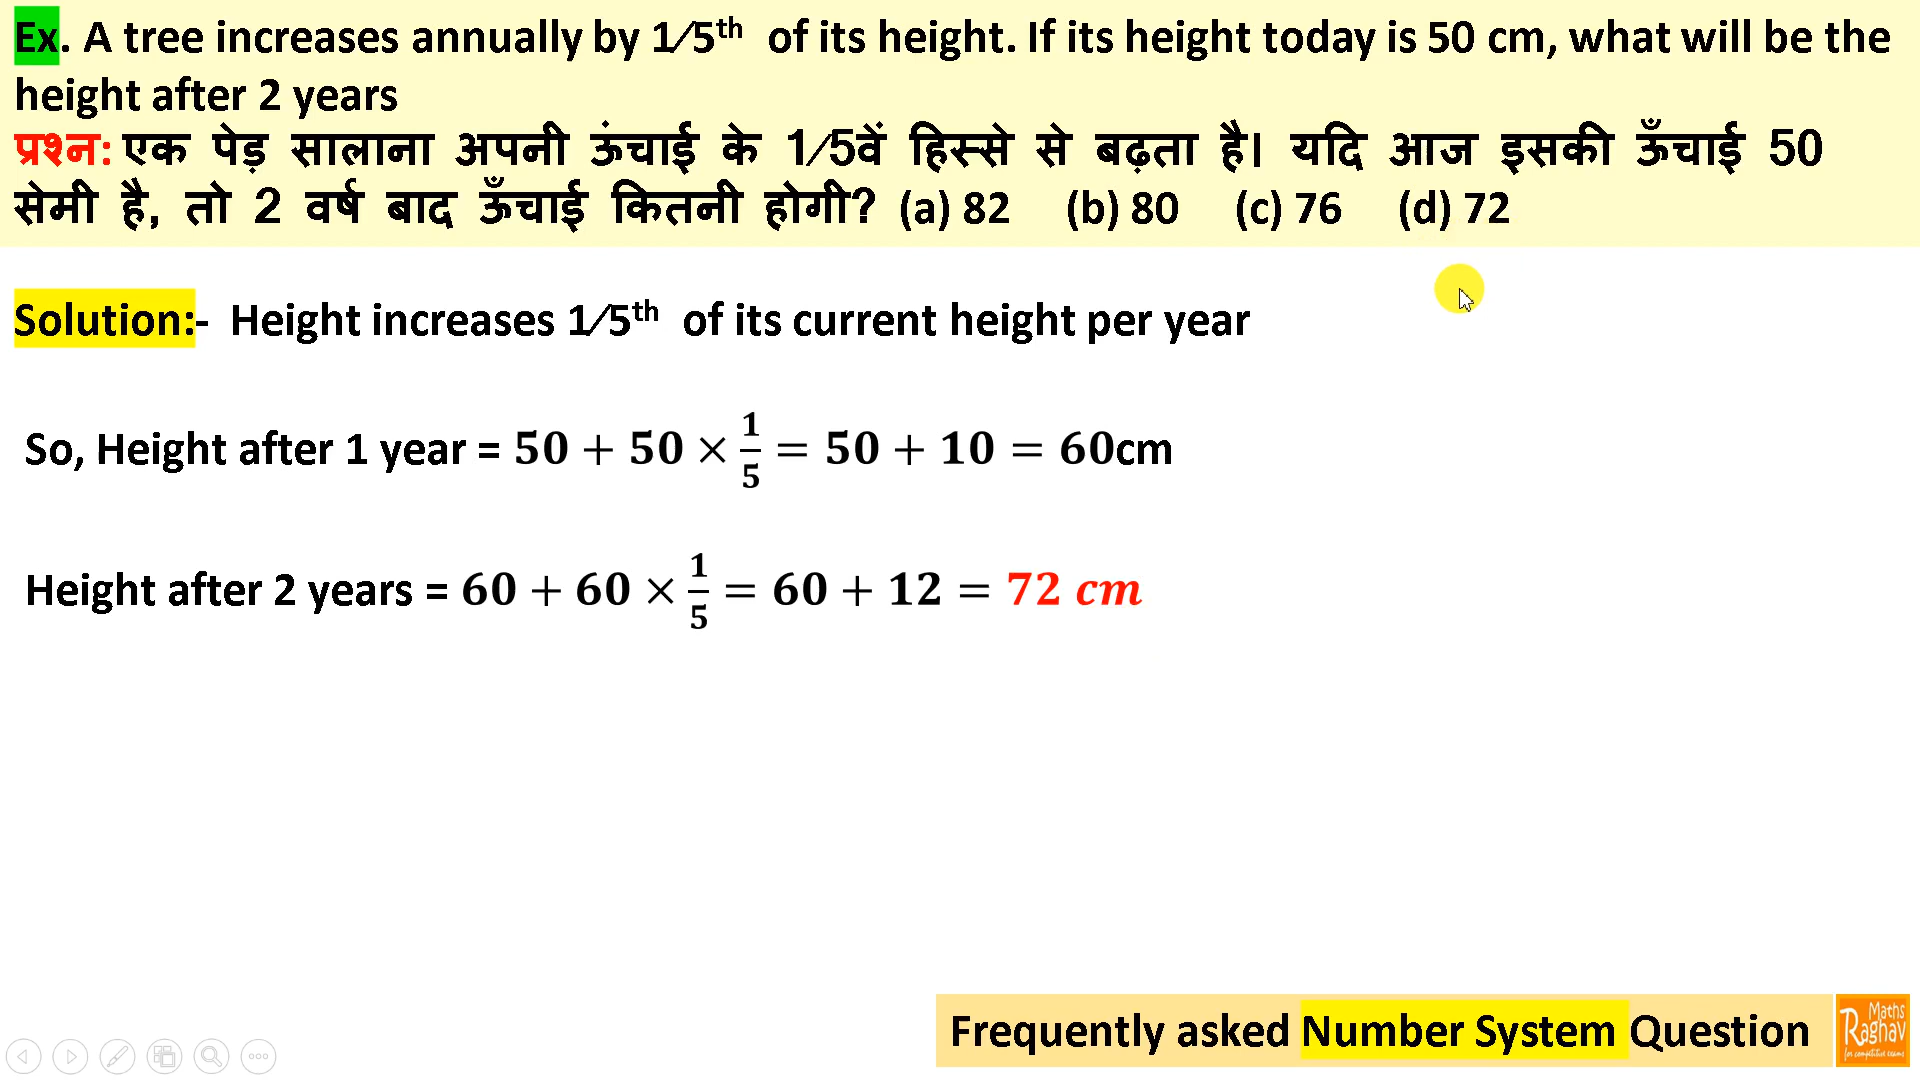 Ex. A tree increases annually by 1/5th of its height. If its height today is 50 cm, what will be the
height after 2 years
प्रश्न: एक पेड़ सालाना अपनी ऊंचाई के 1/5वें हिस्से से बढ़ता है। यदि आज इसकी ऊँचाई 50
सेमी है, तो 2 वर्ष बाद ऊँचाई कितनी होगी? (a) 82 (b) 80 (c) 76 (d) 72
Solution:- Height increases 1/5th of its current height per year
So, Height after 1 year = 50 + 50 × 1/5 = 50 + 10 = 60cm
Height after 2 years = 60 + 60 × 1/5 = 60 + 12 = 72 cm
Frequently asked Number System Question
Maths
Raghav
for competitive exams